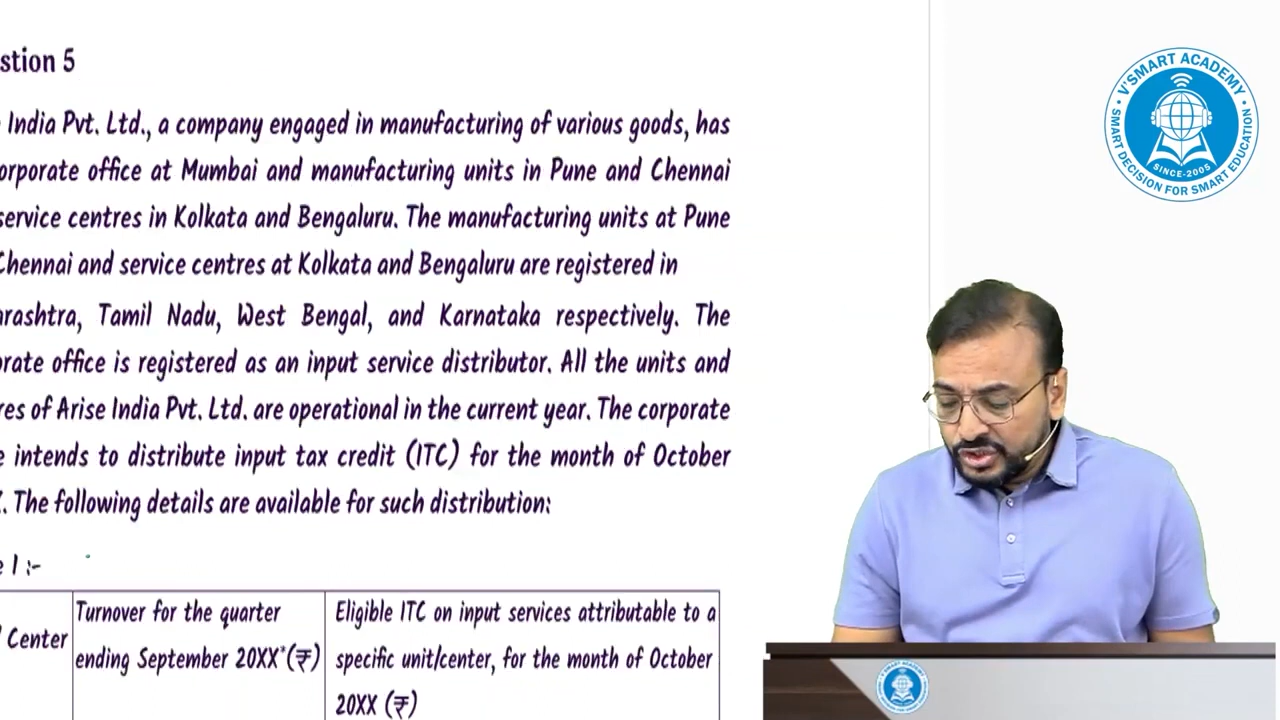 stion 5
India Pvt. Ltd., a company engaged in manufacturing of various goods, has
orporate office at Mumbai and manufacturing units in Pune and Chennai
service centres in Kolkata and Bengaluru. The manufacturing units at Pune
Chennai and service centres at Kolkata and Bengaluru are registered in
arashtra, Tamil Nadu, West Bengal, and Karnataka respectively. The
orate office is registered as an input service distributor. All the units and
res of Arise India Pvt. Ltd. are operational in the current year. The corporate
e intends to distribute input tax credit (ITC) for the month of October
. The following details are available for such distribution:
e 1 :-
Center
Turnover for the quarter
ending September 20XX*(₹)
Eligible ITC on input services attributable to a
specific unit/center, for the month of October
20XX (₹)
V'SMART ACADEMY
SINCE-2005
SMART DECISION FOR SMART EDUCATION